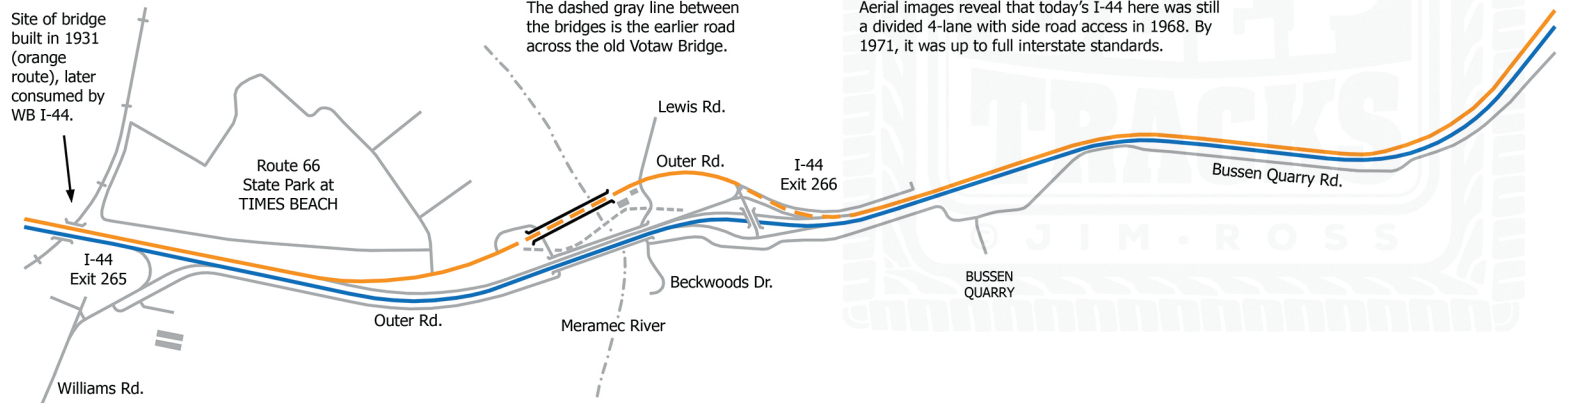 Site of bridge
built in 1931
(orange
route), later
consumed by
WB I-44.
The dashed gray line between
the bridges is the earlier road
across the old Votaw Bridge.
Aerial images reveal that today's I-44 here was still
a divided 4-lane with side road access in 1968. By
1971, it was up to full interstate standards.
Lewis Rd.
Outer Rd.
I-44
Exit 266
Route 66
State Park at
TIMES BEACH
Bussen Quarry Rd.
I-44
Exit 265
Beckwoods Dr.
BUSSEN
QUARRY
Outer Rd.
Meramec River
Williams Rd.
TRACKS
© JIM·ROSS